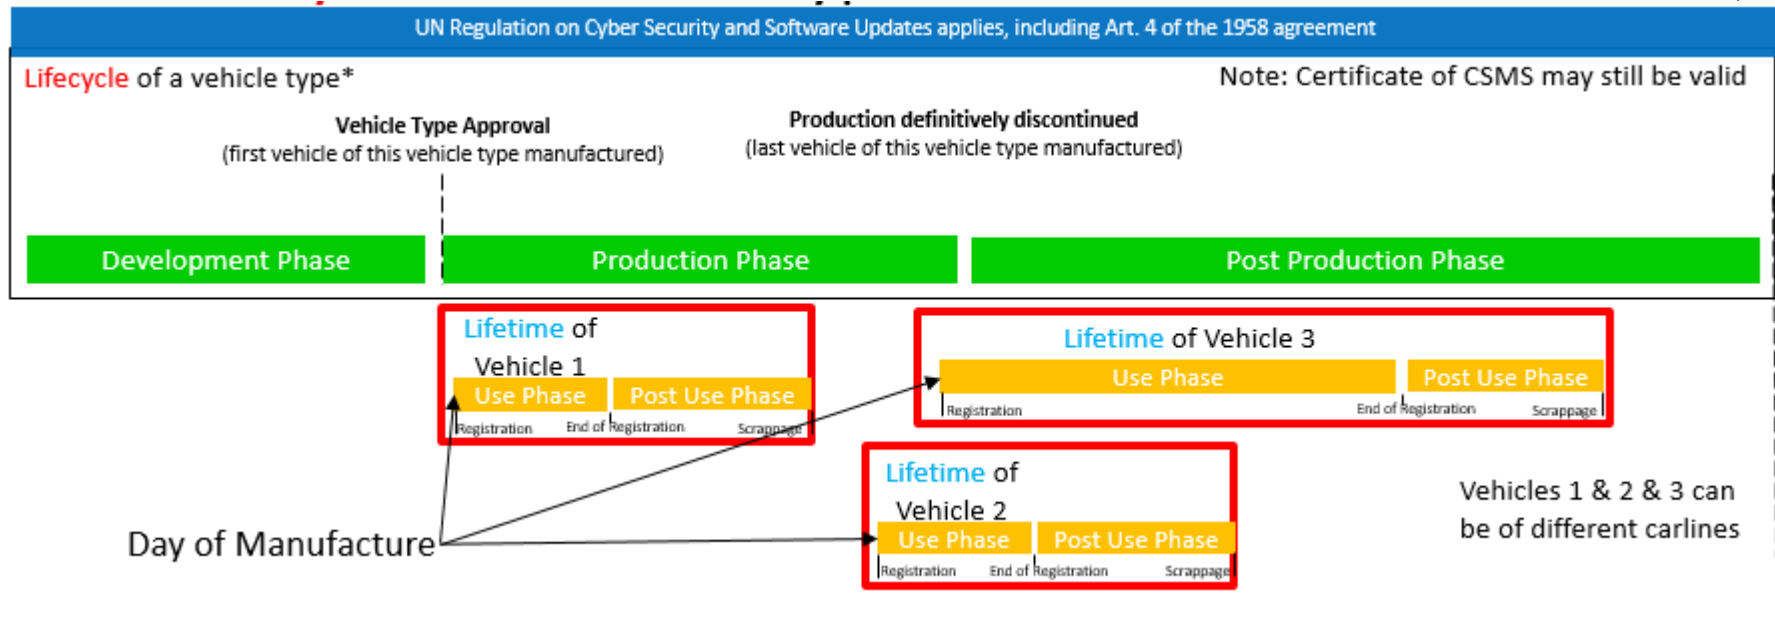 UN Regulation on Cyber Security and Software Updates applies, including Art. 4 of the 1958 agreement
Lifecycle of a vehicle type*
Note: Certificate of CSMS may still be valid
Vehicle Type Approval
(first vehicle of this vehicle type manufactured)
Production definitively discontinued
(last vehicle of this vehicle type manufactured)
Development Phase
Production Phase
Post Production Phase
Lifetime of
Vehicle 1
Use Phase
Post Use Phase
Registration
End of Registration
Scrappage
Lifetime of Vehicle 3
Use Phase
Post Use Phase
Registration
End of Registration
Scrappage
Lifetime of
Vehicle 2
Use Phase
Post Use Phase
Registration
End of Registration
Scrappage
Day of Manufacture
Vehicles 1 & 2 & 3 can
be of different carlines